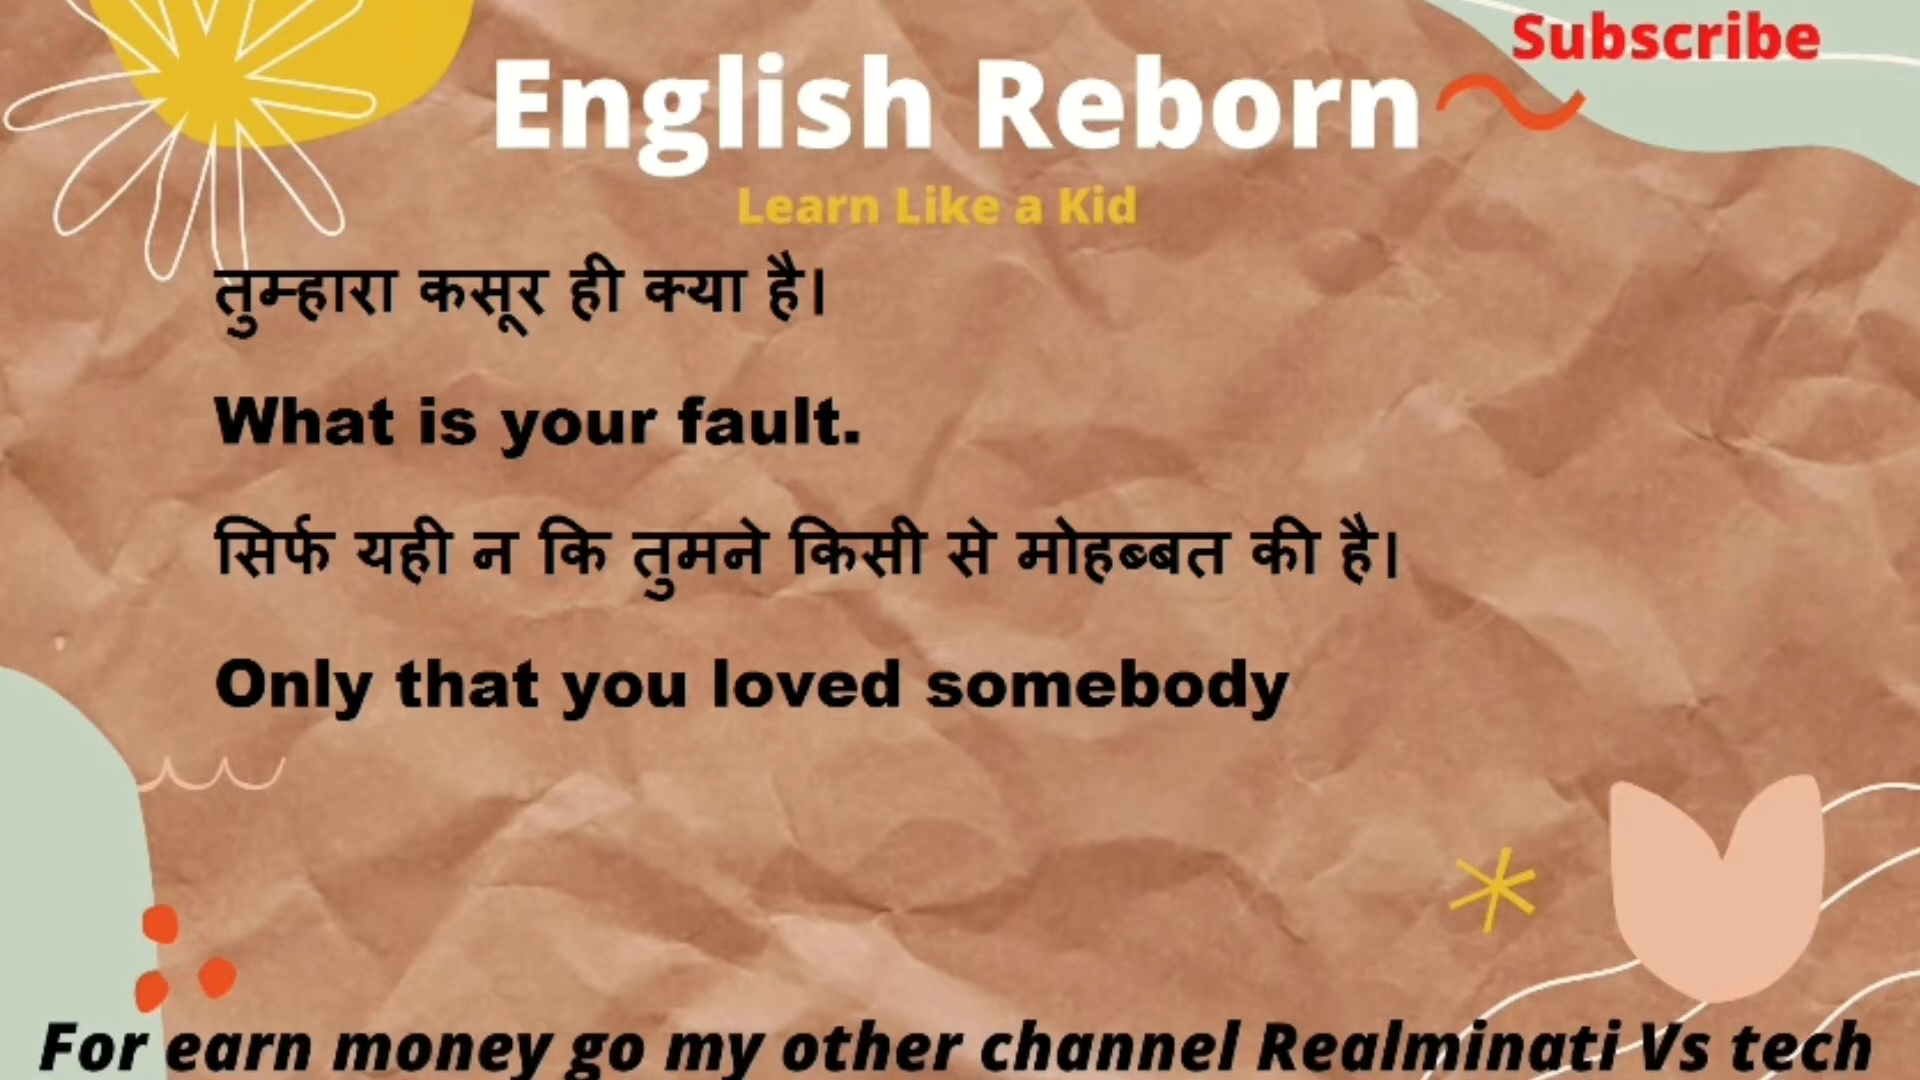 Subscribe
English Reborn
Learn Like a Kid
तुम्हारा कसूर ही क्या है।
What is your fault.
सिर्फ यही न कि तुमने किसी से मोहब्बत की है।
Only that you loved somebody
For earn money go my other channel Realminati Vs tech